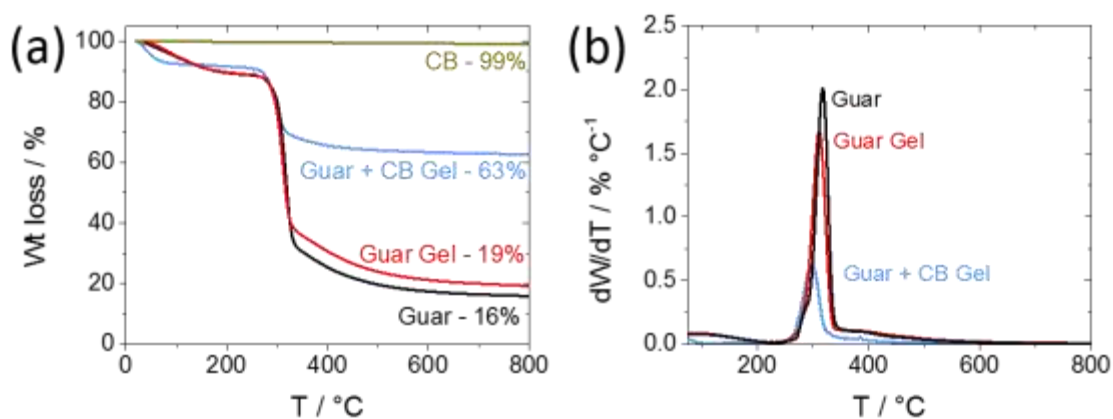 (a)
Wt loss / %
100
80
60
40
20
0
CB - 99%
Guar + CB Gel - 63%
Guar Gel - 19%
Guar - 16%
0 200 400 600 800
T / °C
(b)
dW/dT / % °C⁻¹
2.5
2.0
1.5
1.0
0.5
0.0
Guar
Guar Gel
Guar + CB Gel
200 400 600 800
T / °C